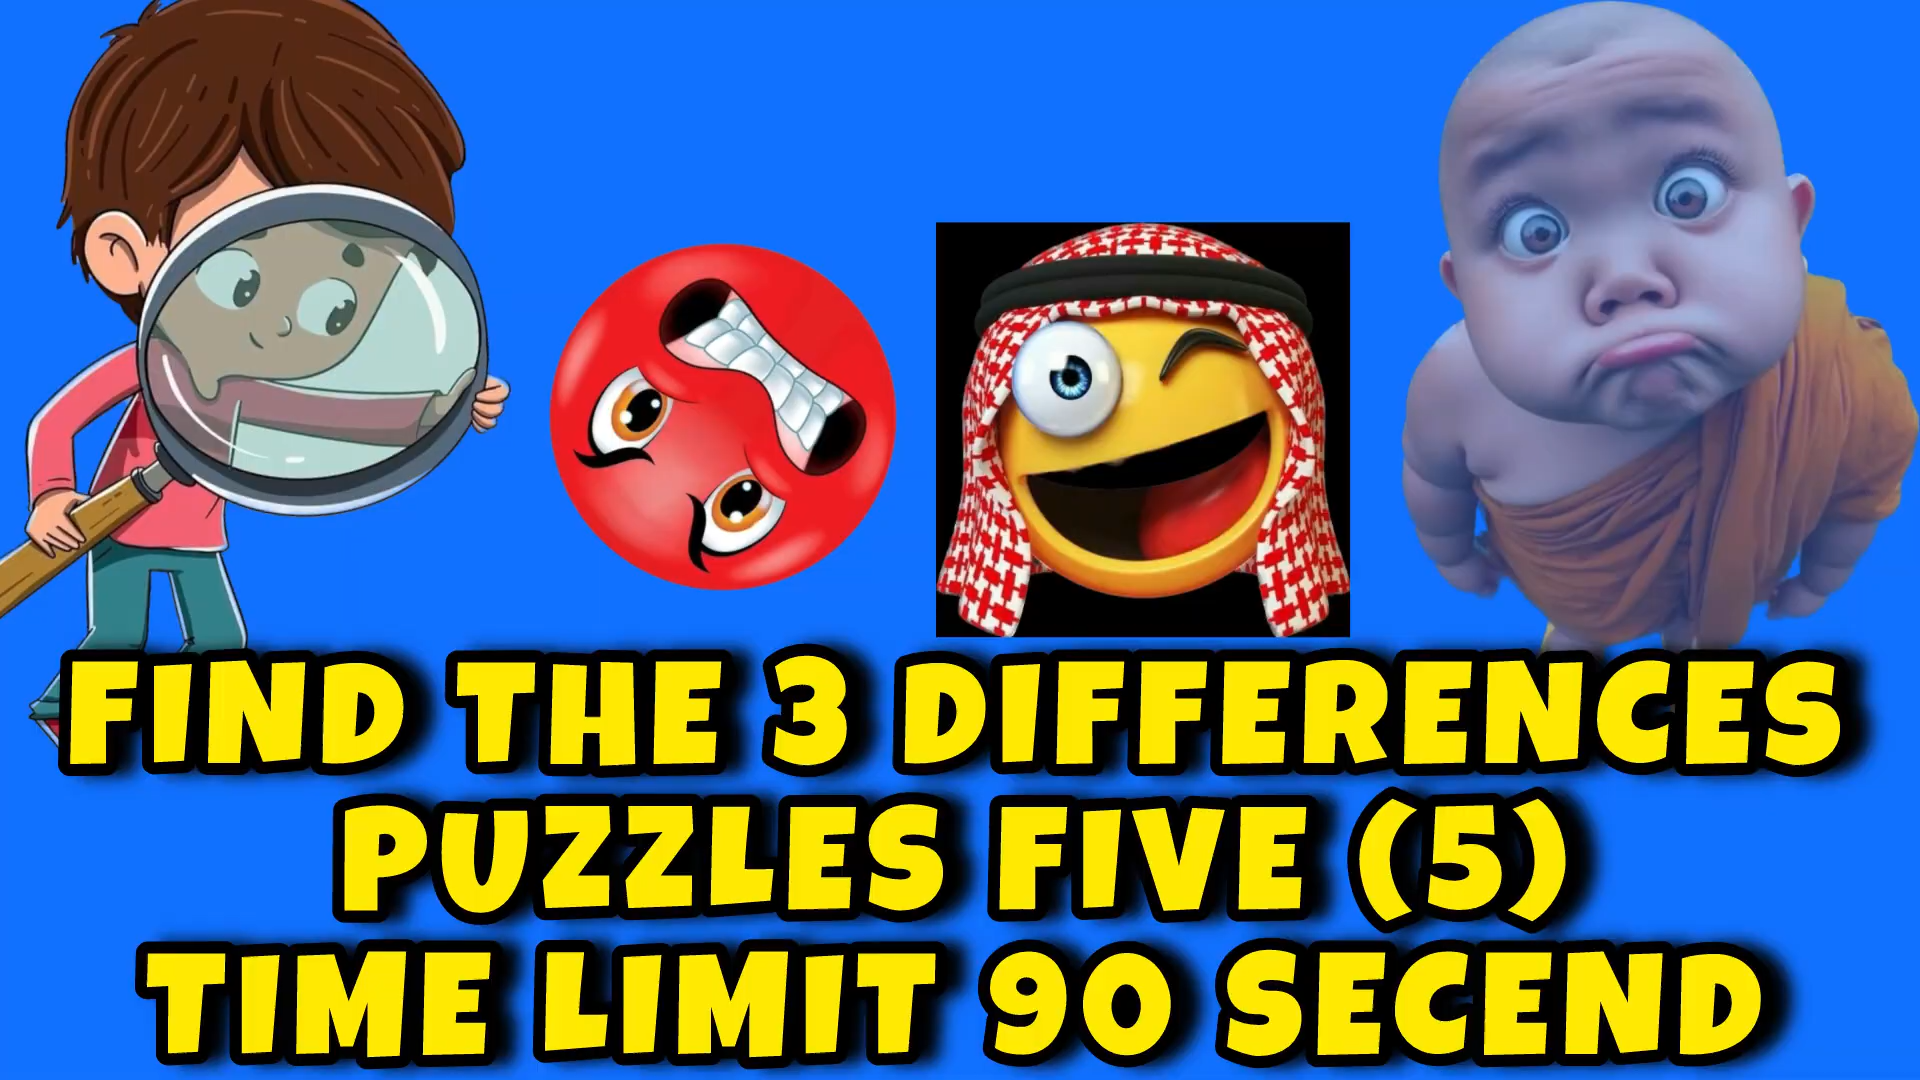 FIND THE 3 DIFFERENCES
PUZZLES FIVE (5)
TIME LIMIT 90 SECEND